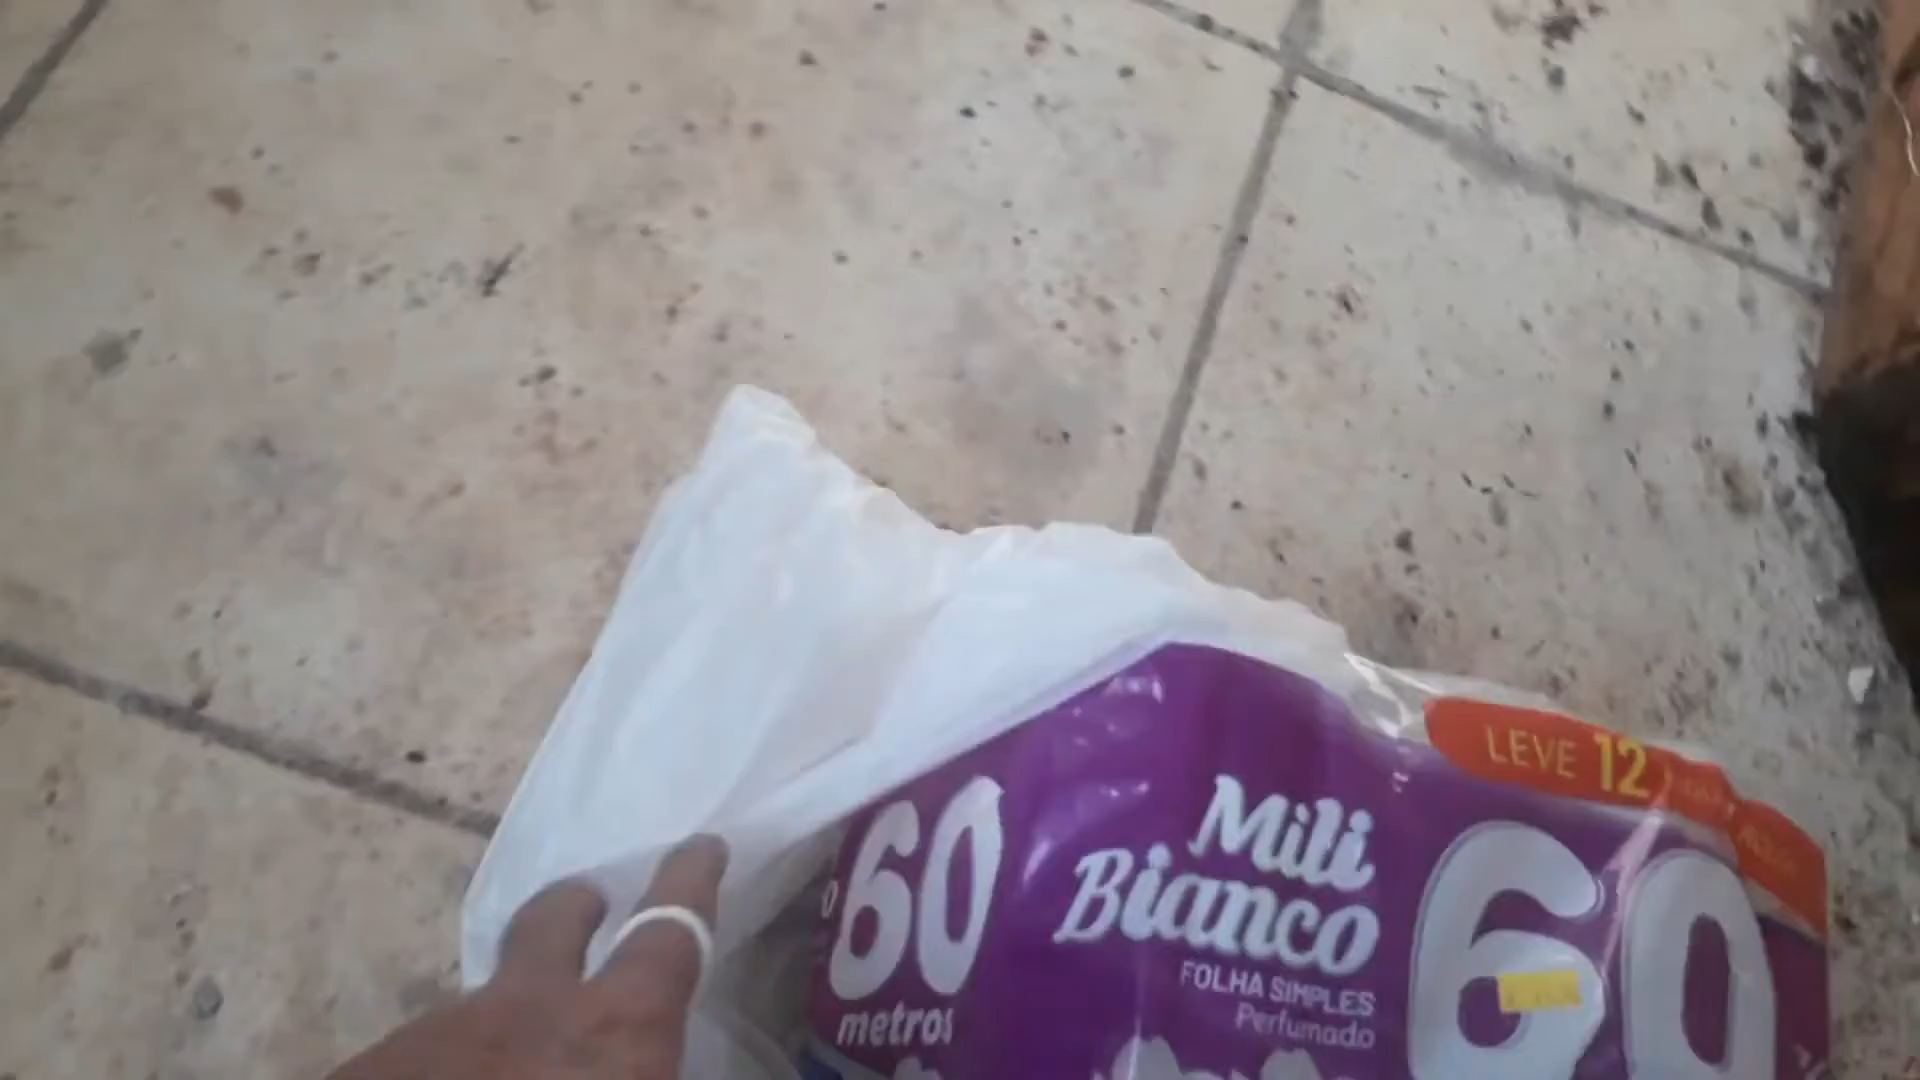 LEVE 12
60
metros
Mili
Bianco
FOLHA SIMPLES
Perfumado
60